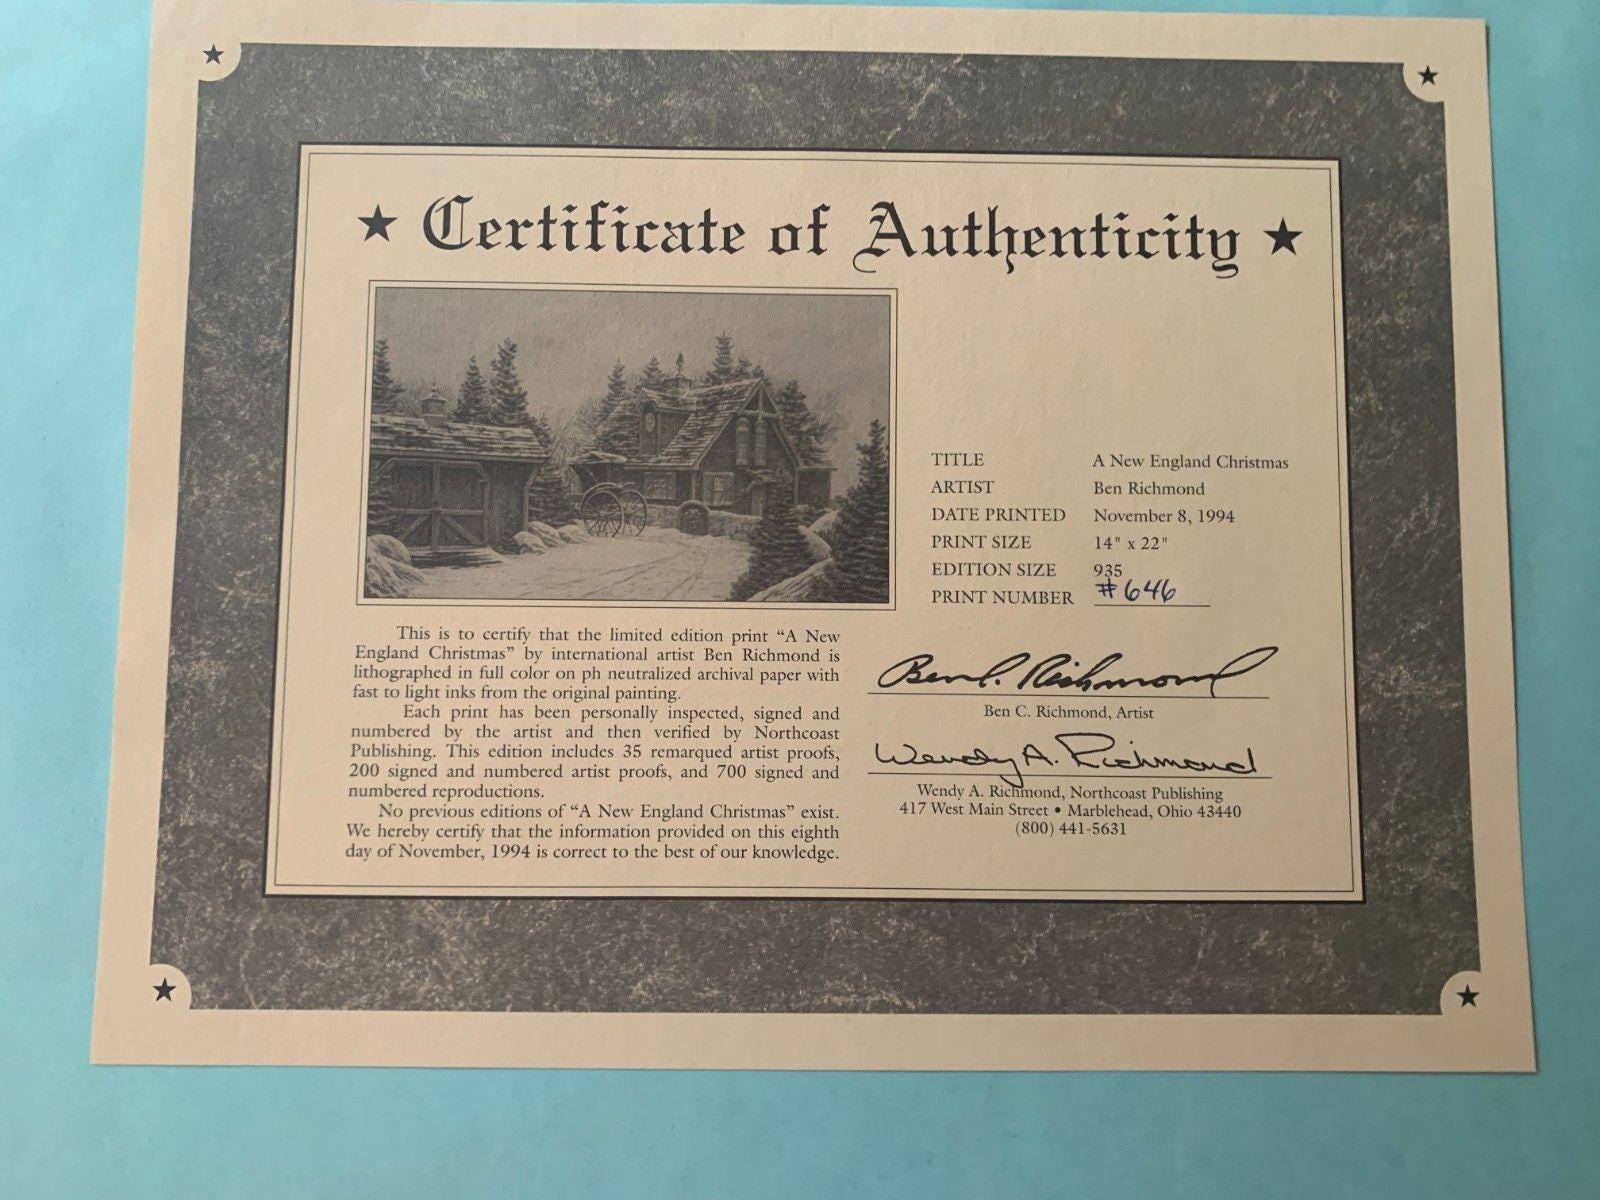 ★ Certificate of Authenticity ★
TITLE A New England Christmas
ARTIST Ben Richmond
DATE PRINTED November 8, 1994
PRINT SIZE 14" x 22"
EDITION SIZE 935
PRINT NUMBER #646
This is to certify that the limited edition print “A New
England Christmas” by international artist Ben Richmond is
lithographed in full color on ph neutralized archival paper with
fast to light inks from the original painting.
Each print has been personally inspected, signed and
numbered by the artist and then verified by Northcoast
Publishing. This edition includes 35 remarqued artist proofs,
200 signed and numbered artist proofs, and 700 signed and
numbered reproductions.
No previous editions of “A New England Christmas” exist.
We hereby certify that the information provided on this eighth
day of November, 1994 is correct to the best of our knowledge.
Ben C. Richmond
Ben C. Richmond, Artist
Wendy A. Richmond
Wendy A. Richmond, Northcoast Publishing
417 West Main Street • Marblehead, Ohio 43440
(800) 441-5631